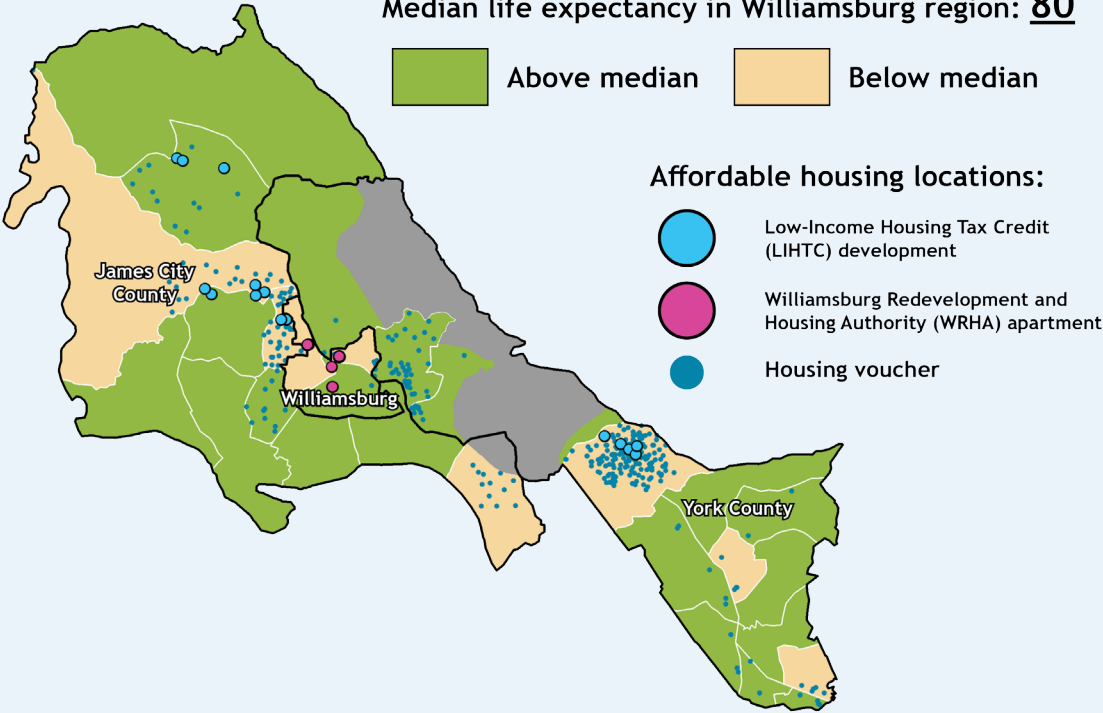 Median life expectancy in Williamsburg region: 80
Above median
Below median
Affordable housing locations:
Low-Income Housing Tax Credit
(LIHTC) development
Williamsburg Redevelopment and
Housing Authority (WRHA) apartment
Housing voucher
James City
County
Williamsburg
York County